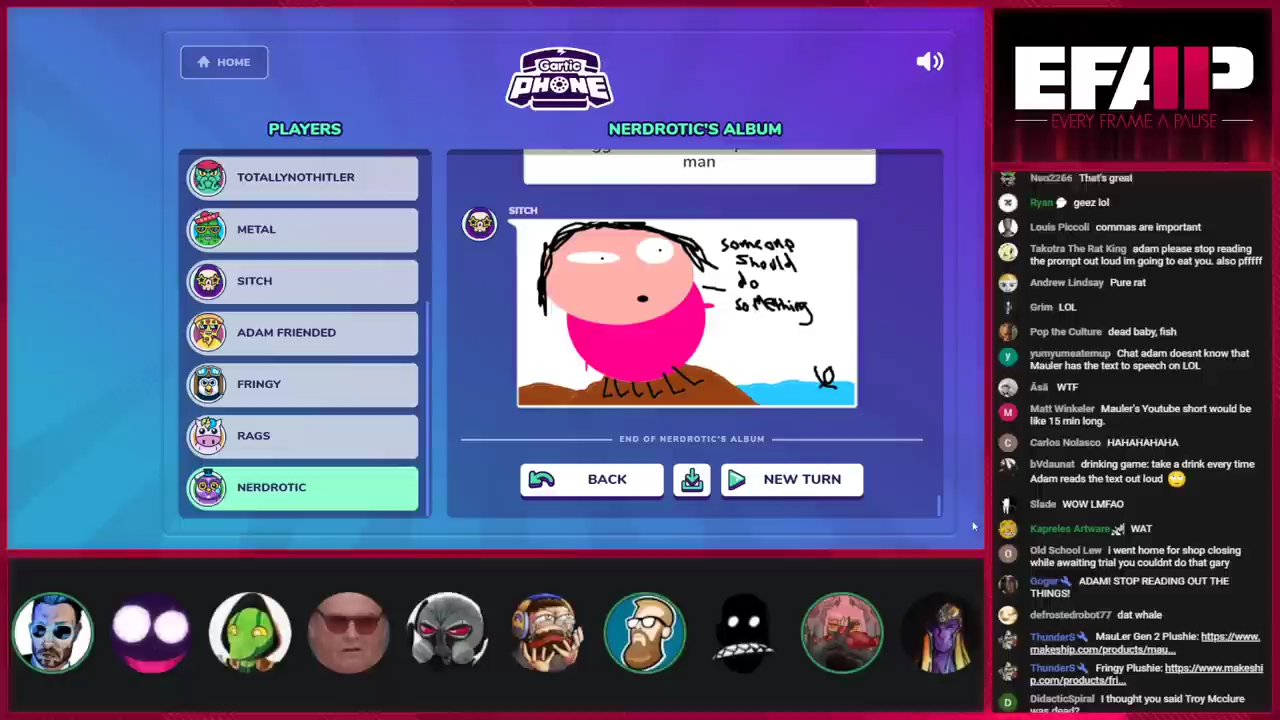 HOME
Gartic
PHONE
PLAYERS
NERDROTIC'S ALBUM
TOTALLYNOTHITLER
METAL
SITCH
ADAM FRIENDED
FRINGY
RAGS
NERDROTIC
man
SITCH
someone
should
do
something
END OF NERDROTIC'S ALBUM
BACK
NEW TURN
EFAP
EVERY FRAME A PAUSE
Neo2266 That's great
Ryan geez lol
Louis Piccoli commas are important
Takotra The Rat King adam please stop reading
the prompt out loud im going to eat you. also pfffff
Andrew Lindsay Pure rat
Grim LOL
Pop the Culture dead baby, fish
yumyumeatemup Chat adam doesnt know that
Mauler has the text to speech on LOL
Āsä WTF
Matt Winkeler Mauler's Youtube short would be
like 15 min long.
Carlos Nolasco HAHAHAHAHA
bVdaunat drinking game: take a drink every time
Adam reads the text out loud
Slade WOW LMFAO
Kapreles Artware WAT
Old School Lew i went home for shop closing
while awaiting trial you couldnt do that gary
Goger ADAM! STOP READING OUT THE
THINGS!
defrostedrobot77 dat whale
ThunderS MauLer Gen 2 Plushie: https://www.
makeship.com/products/mau...
ThunderS Fringy Plushie: https://www.makeshi
p.com/products/fri...
DidacticSpiral I thought you said Troy Mcclure
was dead?